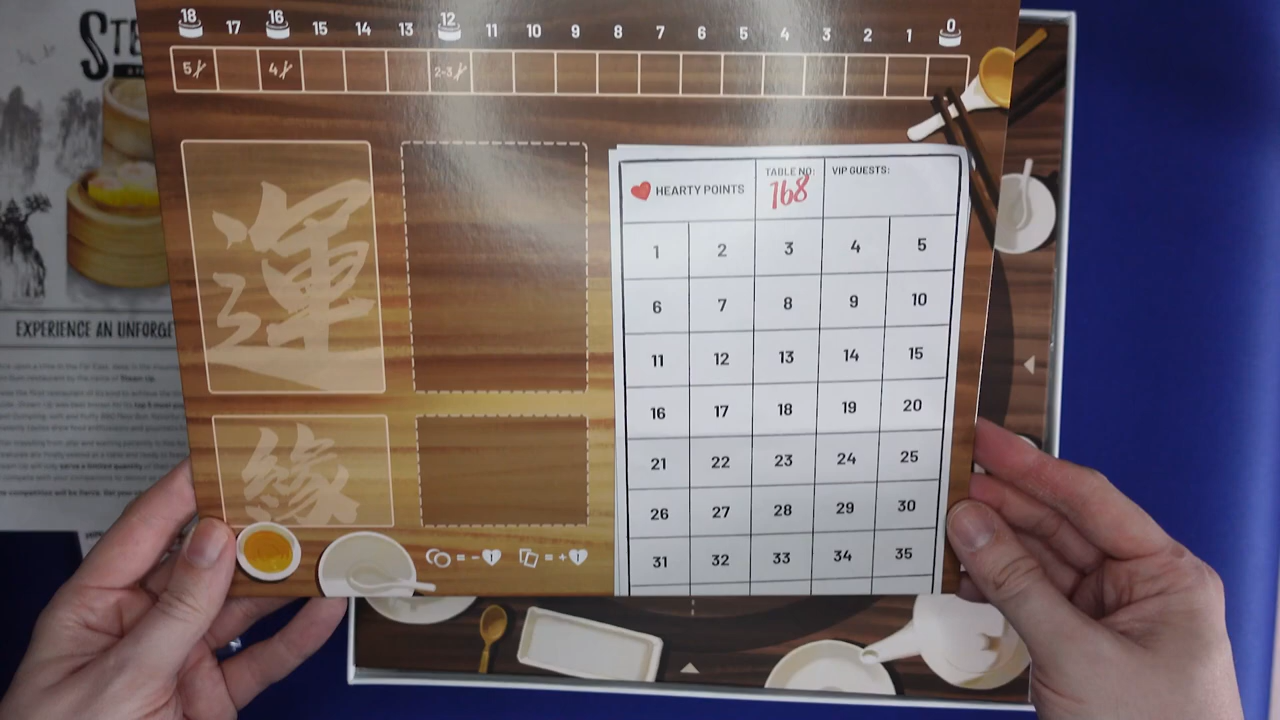 STE
18 17 16 15 14 13 12 11 10 9 8 7 6 5 4 3 2 1 0
5 4 2-3
運
緣
HEARTY POINTS TABLE NO: VIP GUESTS:
168
1 2 3 4 5
6 7 8 9 10
11 12 13 14 15
16 17 18 19 20
21 22 23 24 25
26 27 28 29 30
31 32 33 34 35
= -1 = +1
EXPERIENCE AN UNFORGE